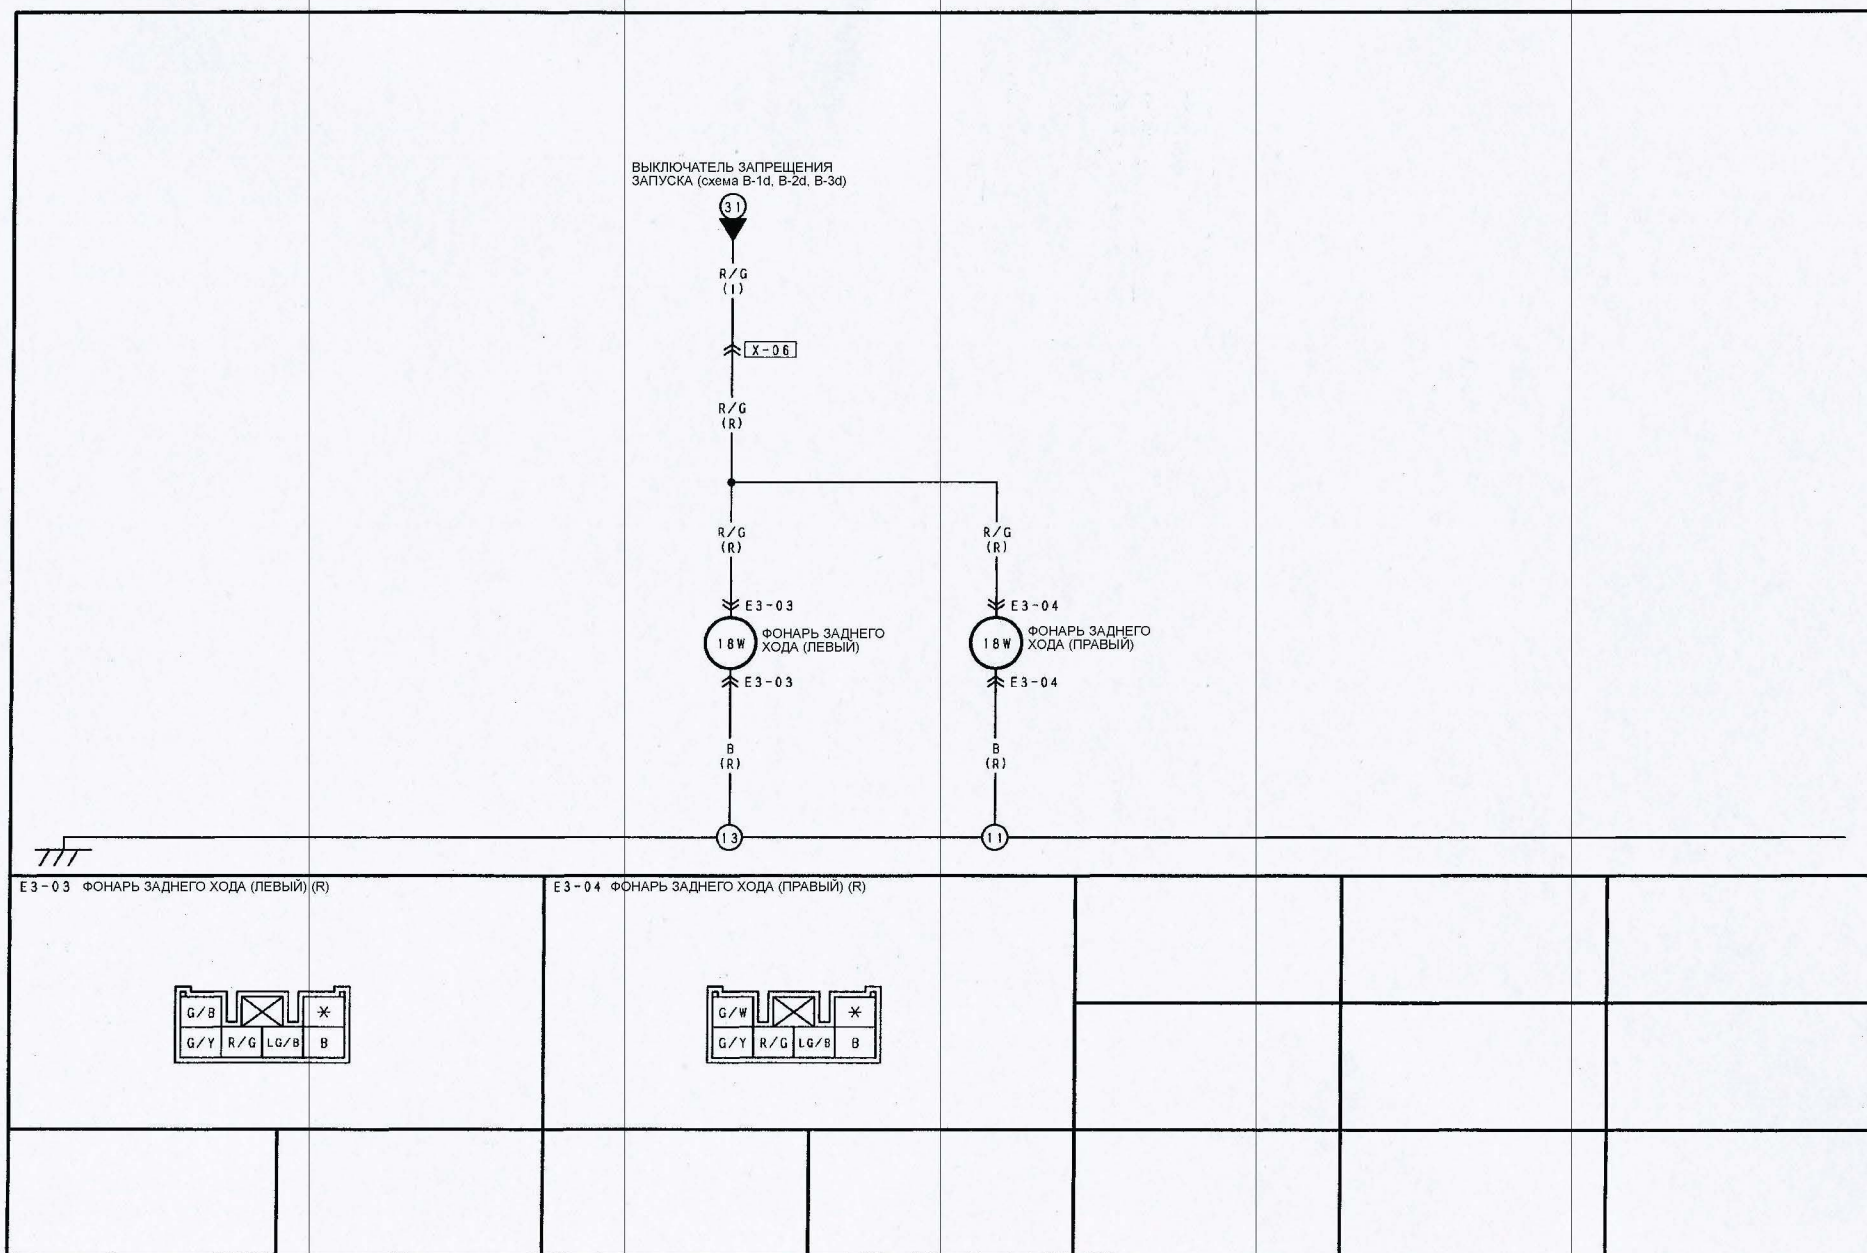 ВЫКЛЮЧАТЕЛЬ ЗАПРЕЩЕНИЯ
ЗАПУСКА (схема B-1d, B-2d, B-3d)
31
R/G
(I)
X-06
R/G
(R)
R/G
(R)
R/G
(R)
E3-03
E3-04
18W
ФОНАРЬ ЗАДНЕГО
ХОДА (ЛЕВЫЙ)
18W
ФОНАРЬ ЗАДНЕГО
ХОДА (ПРАВЫЙ)
E3-03
E3-04
B
(R)
B
(R)
13
11
E3-03 ФОНАРЬ ЗАДНЕГО ХОДА (ЛЕВЫЙ) (R)
E3-04 ФОНАРЬ ЗАДНЕГО ХОДА (ПРАВЫЙ) (R)
G/B *
G/Y R/G LG/B B
G/W *
G/Y R/G LG/B B